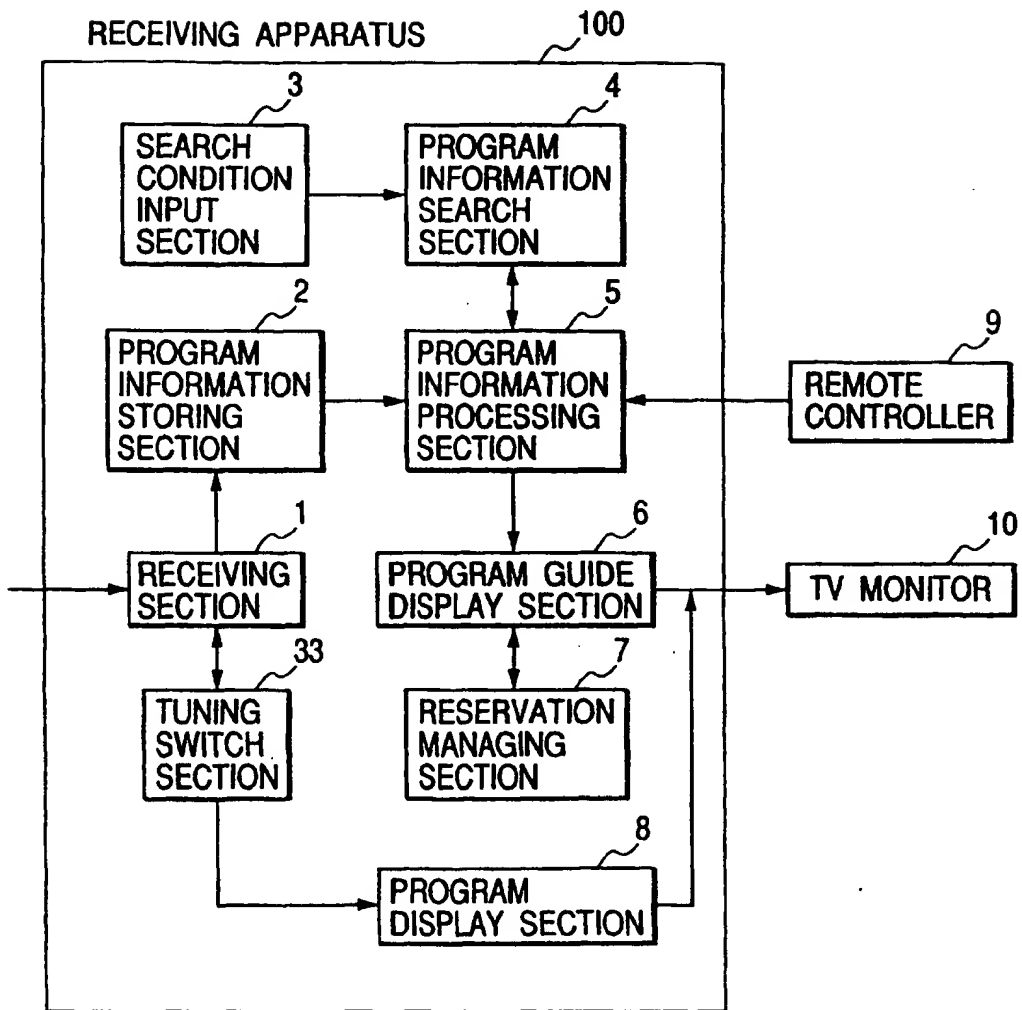 RECEIVING APPARATUS
100
3
SEARCH
CONDITION
INPUT
SECTION
4
PROGRAM
INFORMATION
SEARCH
SECTION
2
PROGRAM
INFORMATION
STORING
SECTION
5
PROGRAM
INFORMATION
PROCESSING
SECTION
9
REMOTE
CONTROLLER
1
RECEIVING
SECTION
6
PROGRAM GUIDE
DISPLAY SECTION
10
TV MONITOR
33
TUNING
SWITCH
SECTION
7
RESERVATION
MANAGING
SECTION
8
PROGRAM
DISPLAY SECTION